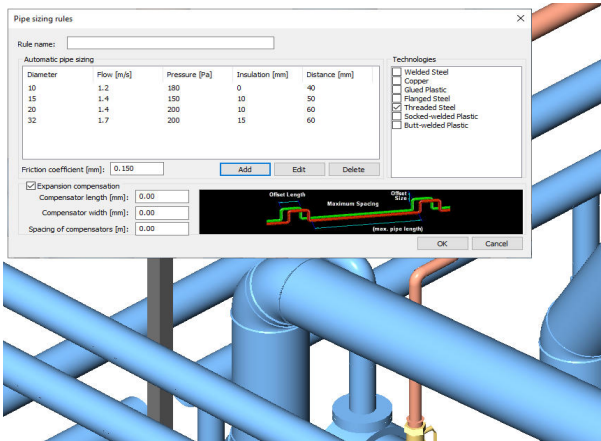 Pipe sizing rules
Rule name:
Automatic pipe sizing
Diameter Flow [m/s] Pressure [Pa] Insulation [mm] Distance [mm]
10 1.2 180 0 40
15 1.4 150 10 50
20 1.4 200 10 60
32 1.7 200 15 60
Technologies
Welded Steel
Copper
Glued Plastic
Flanged Steel
Threaded Steel
Socked-welded Plastic
Butt-welded Plastic
Friction coefficient [mm]: 0.150
Add Edit Delete
Expansion compensation
Compensator length [mm]: 0.00
Compensator width [mm]: 0.00
Spacing of compensators [m]: 0.00
Offset Length
Maximum Spacing
Offset
Size
(max. pipe length)
OK Cancel